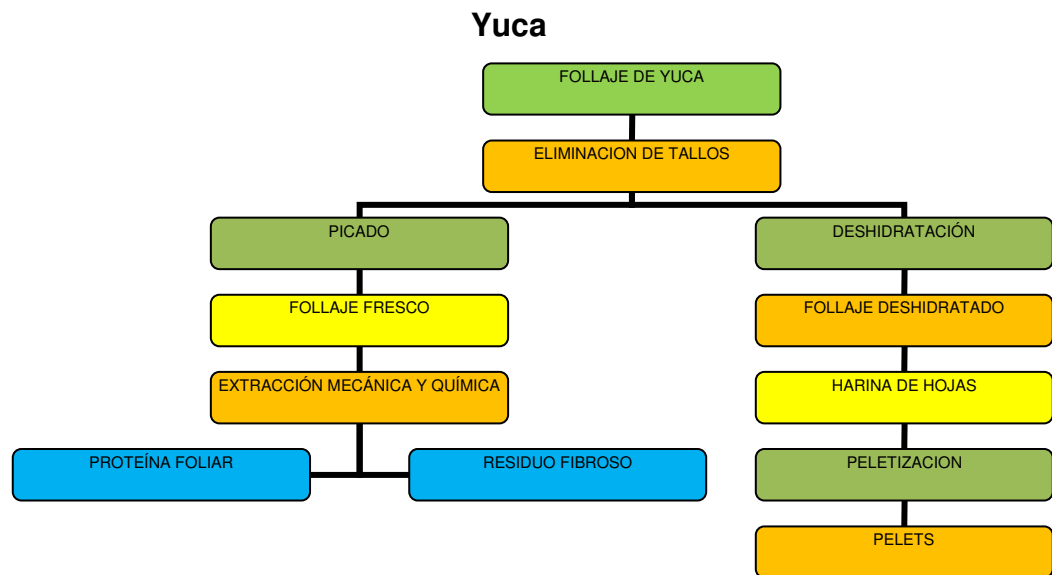 Yuca
FOLLAJE DE YUCA
ELIMINACION DE TALLOS
PICADO
DESHIDRATACIÓN
FOLLAJE FRESCO
FOLLAJE DESHIDRATADO
EXTRACCIÓN MECÁNICA Y QUÍMICA
HARINA DE HOJAS
PROTEÍNA FOLIAR
RESIDUO FIBROSO
PELETIZACION
PELETS